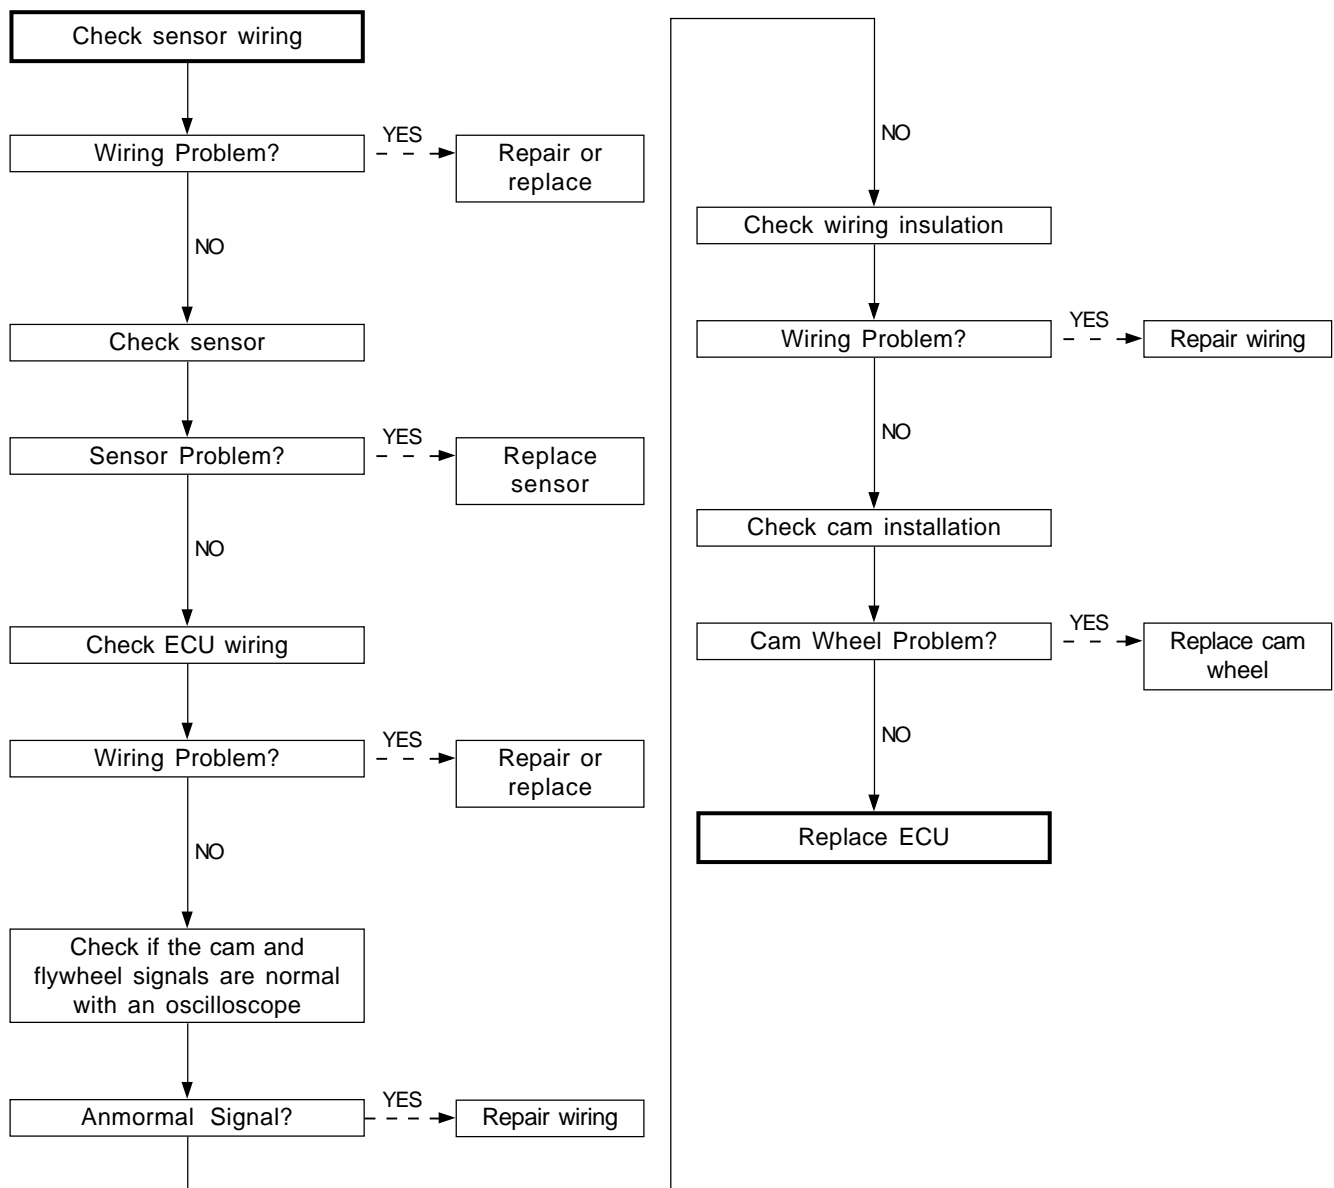 Check sensor wiring
Wiring Problem?
YES
Repair or
replace
NO
Check sensor
Sensor Problem?
YES
Replace
sensor
NO
Check ECU wiring
Wiring Problem?
YES
Repair or
replace
NO
Check if the cam and
flywheel signals are normal
with an oscilloscope
Anmormal Signal?
YES
Repair wiring
NO
Check wiring insulation
Wiring Problem?
YES
Repair wiring
NO
Check cam installation
Cam Wheel Problem?
YES
Replace cam
wheel
NO
Replace ECU